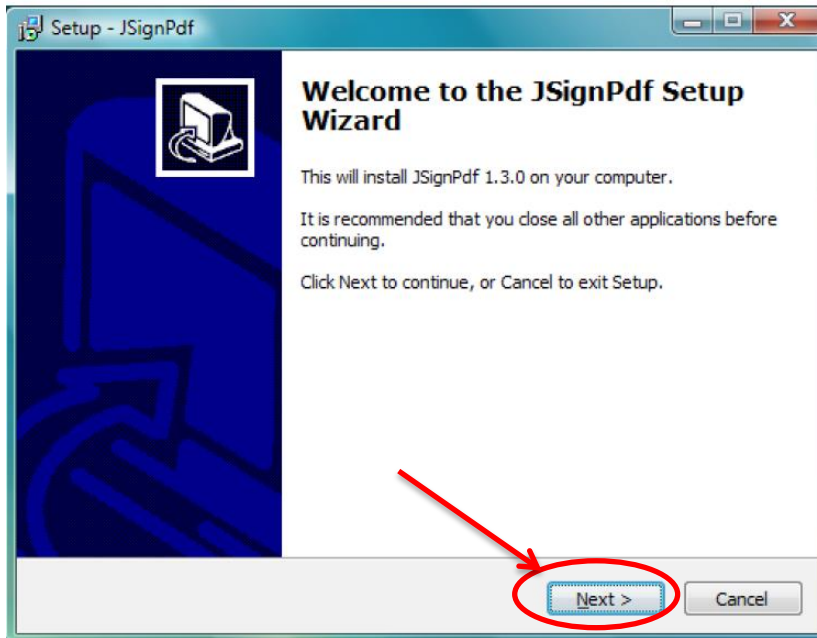 Setup - JSignPdf
Welcome to the JSignPdf Setup
Wizard
This will install JSignPdf 1.3.0 on your computer.
It is recommended that you close all other applications before
continuing.
Click Next to continue, or Cancel to exit Setup.
Next >
Cancel